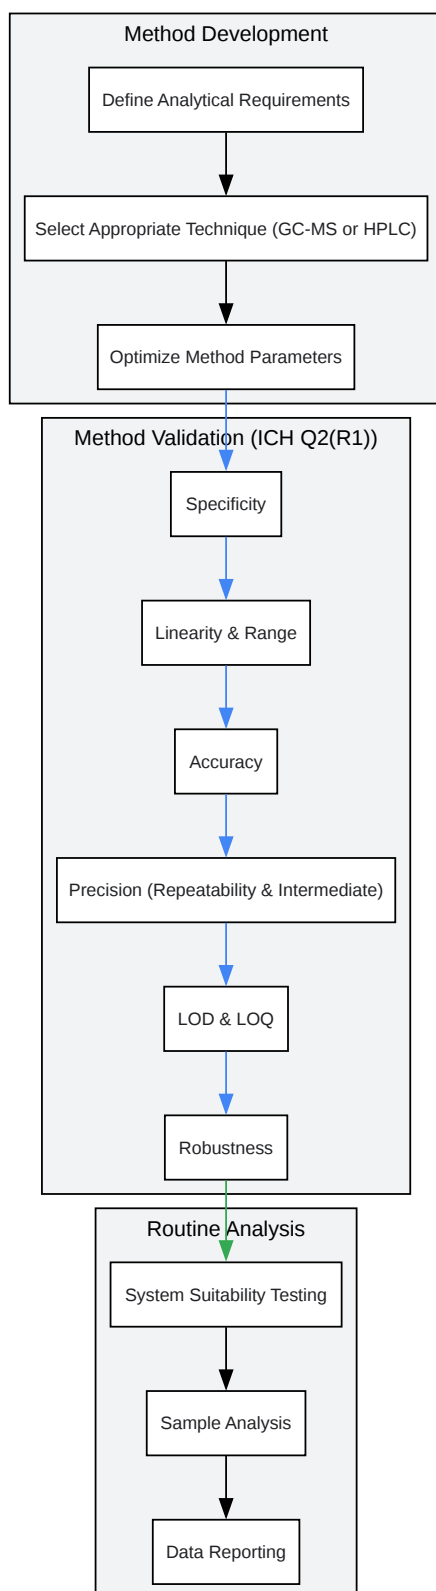 Method Development
Define Analytical Requirements
Select Appropriate Technique (GC-MS or HPLC)
Optimize Method Parameters
Method Validation (ICH Q2(R1))
Specificity
Linearity & Range
Accuracy
Precision (Repeatability & Intermediate)
LOD & LOQ
Robustness
Routine Analysis
System Suitability Testing
Sample Analysis
Data Reporting